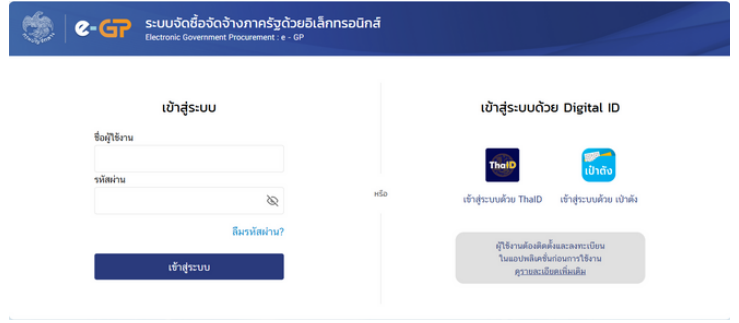 e-GP
ระบบจัดซื้อจัดจ้างภาครัฐด้วยอิเล็กทรอนิกส์
Electronic Government Procurement : e - GP
เข้าสู่ระบบ
ชื่อผู้ใช้งาน
รหัสผ่าน
ลืมรหัสผ่าน?
เข้าสู่ระบบ
หรือ
เข้าสู่ระบบด้วย Digital ID
ThaID
เป๋าตัง
เข้าสู่ระบบด้วย ThaID
เข้าสู่ระบบด้วย เป๋าตัง
ผู้ใช้งานต้องติดตั้งและลงทะเบียน
ในแอปพลิเคชั่นก่อนการใช้งาน
ดูรายละเอียดเพิ่มเติม